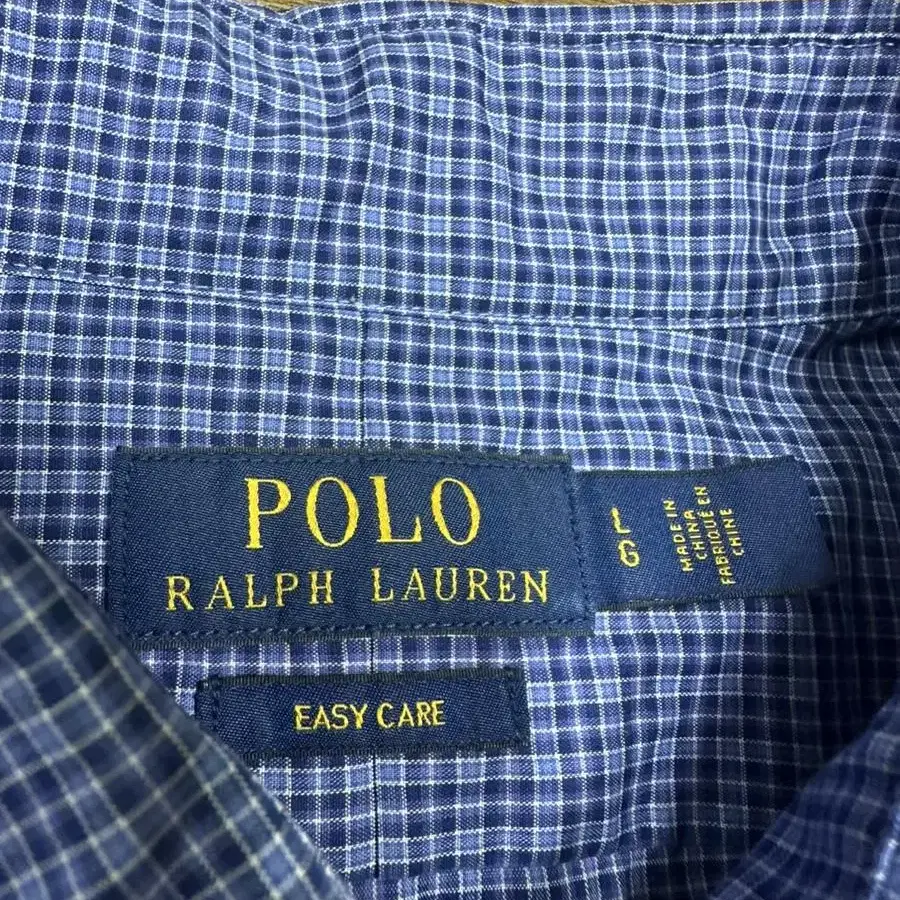 POLO
RALPH LAUREN
L
G
MADE IN
CHINA
FABRIQUÉ EN
CHINE
EASY CARE